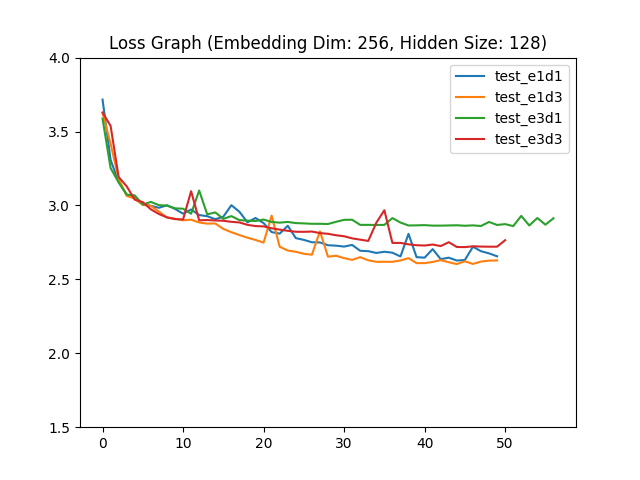 Loss Graph (Embedding Dim: 256, Hidden Size: 128)
4.0
3.5
3.0
2.5
2.0
1.5
0
10
20
30
40
50
test_e1d1
test_e1d3
test_e3d1
test_e3d3